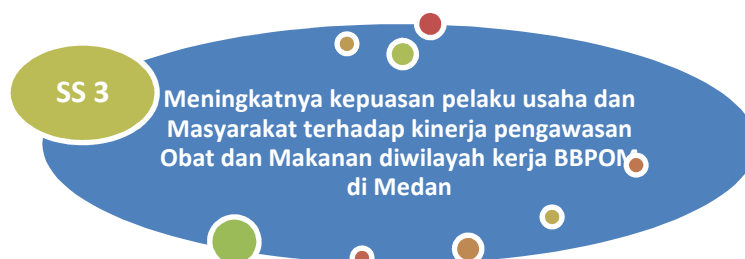 SS 3
Meningkatnya kepuasan pelaku usaha dan
Masyarakat terhadap kinerja pengawasan
Obat dan Makanan diwilayah kerja BBPOM
di Medan